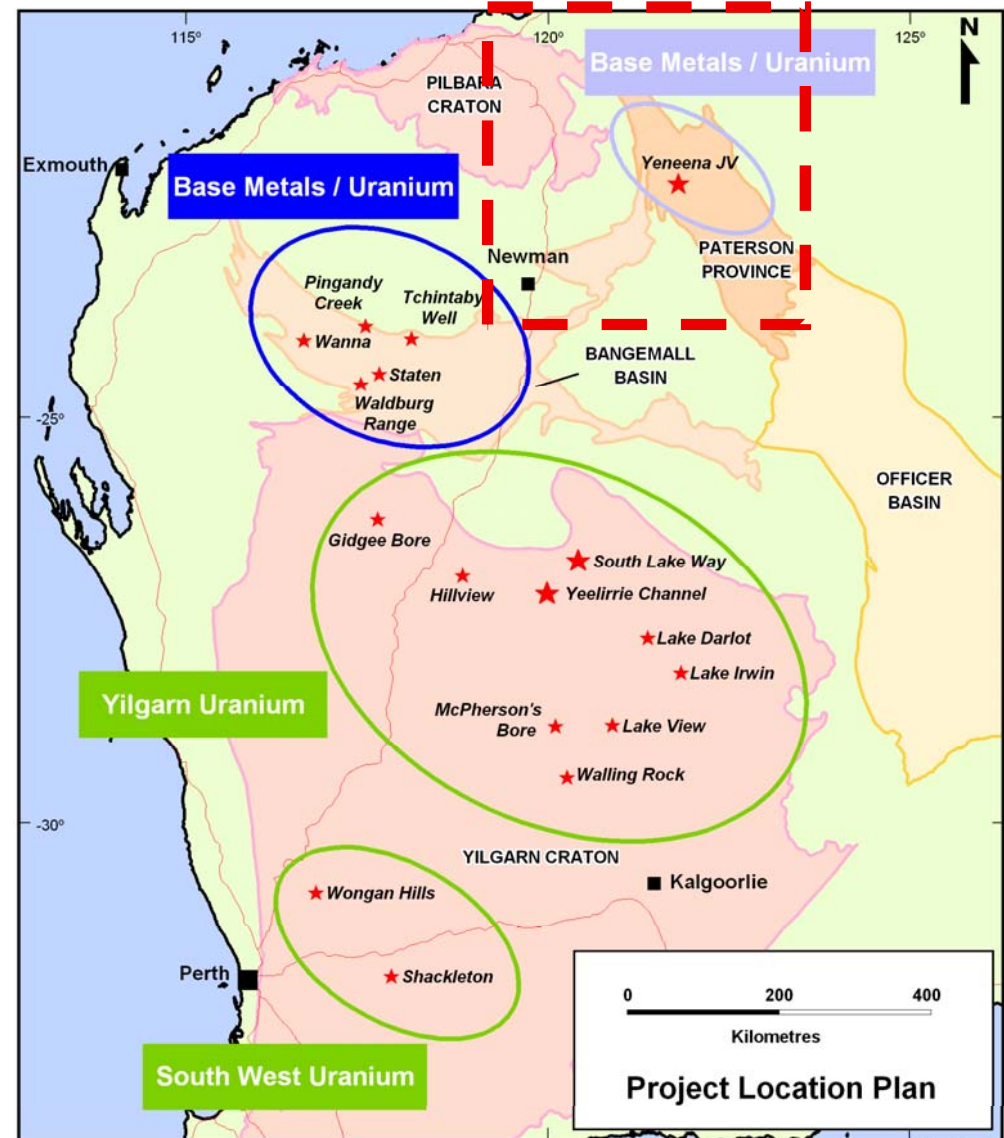 115°
120°
125°
N
Base Metals / Uranium
PILBARA
CRATON
Exmouth
Yeneena JV
Base Metals / Uranium
PATERSON
PROVINCE
Newman
Pingandy
Creek
Tchintaby
Well
Wanna
BANGEMALL
BASIN
Staten
Waldburg
Range
-25°
OFFICER
BASIN
Gidgee Bore
South Lake Way
Hillview
Yeelirrie Channel
Lake Darlot
Lake Irwin
Yilgarn Uranium
McPherson's
Bore
Lake View
Walling Rock
-30°
YILGARN CRATON
Kalgoorlie
Wongan Hills
Perth
Shackleton
0 200 400
Kilometres
South West Uranium
Project Location Plan